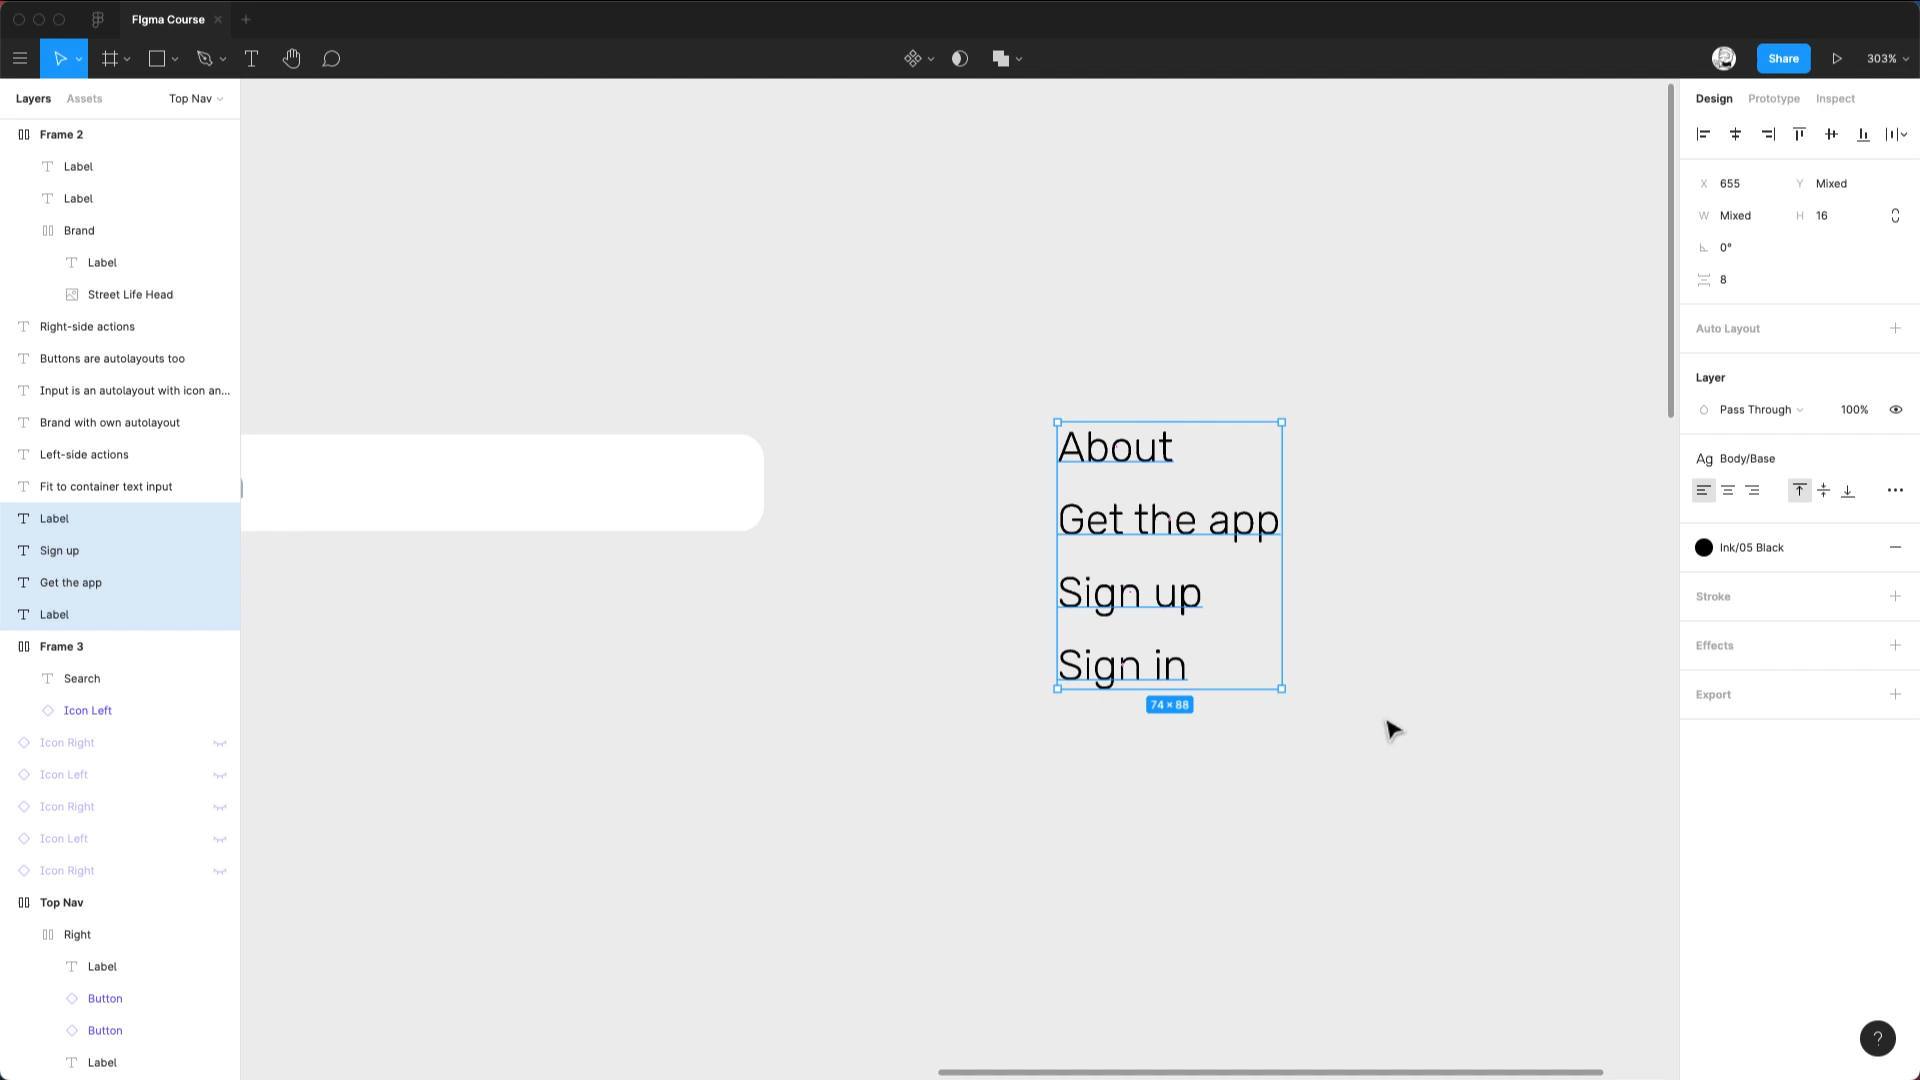 FIgma Course
Share
303%
Layers
Assets
Top Nav
Frame 2
Label
Label
Brand
Label
Street Life Head
Right-side actions
Buttons are autolayouts too
Input is an autolayout with icon an...
Brand with own autolayout
Left-side actions
Fit to container text input
Label
Sign up
Get the app
Label
Frame 3
Search
Icon Left
Icon Right
Icon Left
Icon Right
Icon Left
Icon Right
Top Nav
Right
Label
Button
Button
Label
About
Get the app
Sign up
Sign in
74 × 88
Design
Prototype
Inspect
X 655
Y Mixed
W Mixed
H 16
0°
8
Auto Layout
Layer
Pass Through
100%
Ag Body/Base
Ink/05 Black
Stroke
Effects
Export
?